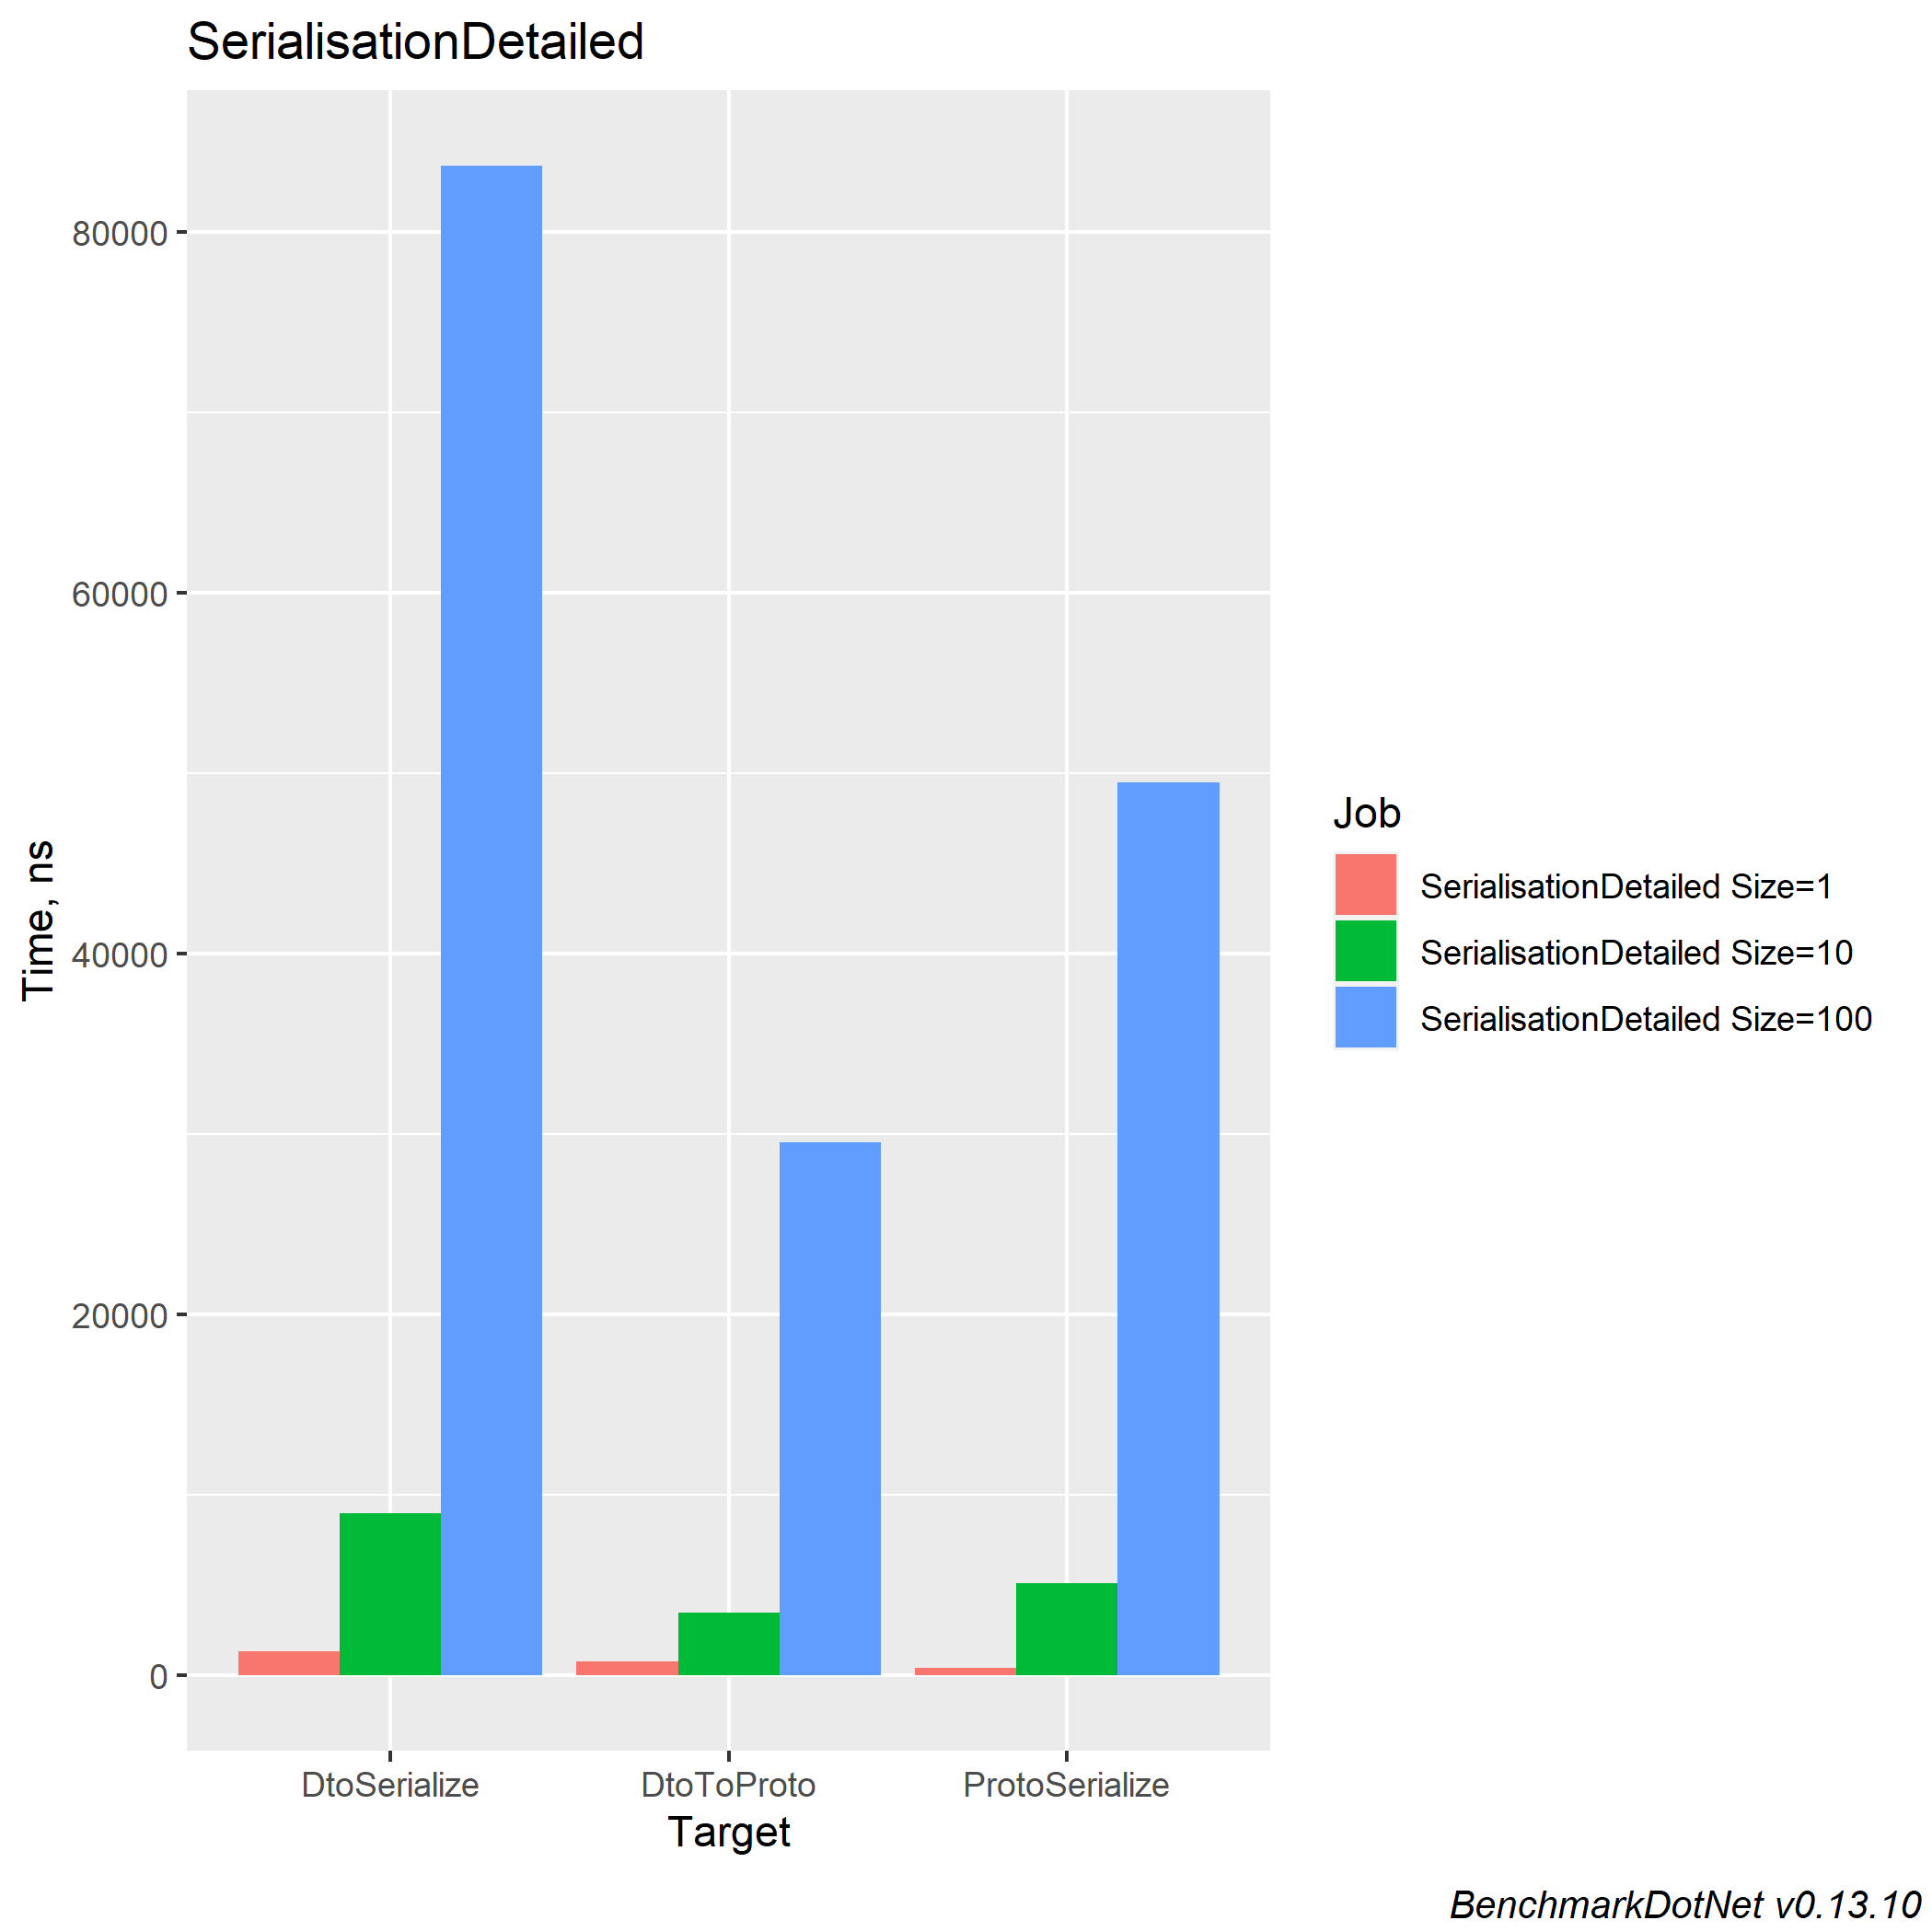 SerialisationDetailed
80000
60000
40000
20000
0
Time, ns
DtoSerialize
DtoToProto
ProtoSerialize
Target
Job
SerialisationDetailed Size=1
SerialisationDetailed Size=10
SerialisationDetailed Size=100
BenchmarkDotNet v0.13.10